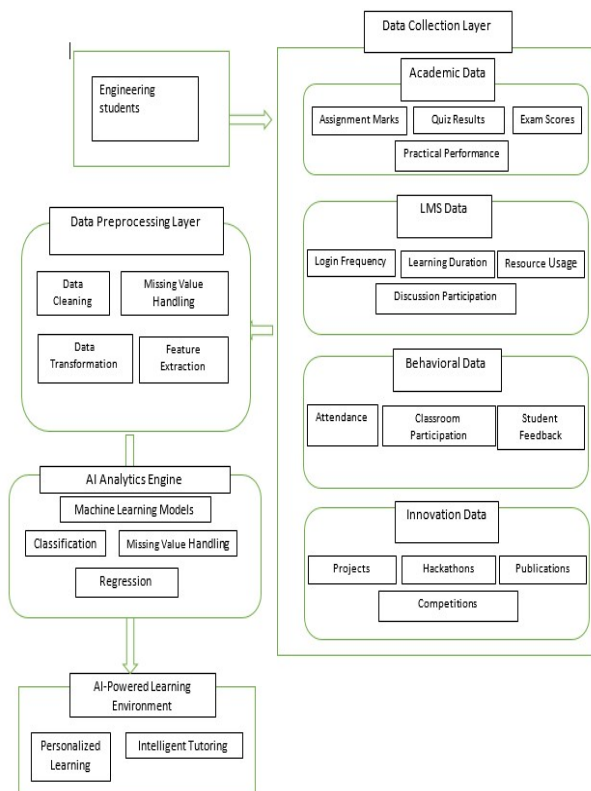 Engineering
students
Data Collection Layer
Academic Data
Assignment Marks
Quiz Results
Exam Scores
Practical Performance
LMS Data
Login Frequency
Learning Duration
Resource Usage
Discussion Participation
Behavioral Data
Attendance
Classroom
Participation
Student
Feedback
Innovation Data
Projects
Hackathons
Publications
Competitions
Data Preprocessing Layer
Data
Cleaning
Missing Value
Handling
Data
Transformation
Feature
Extraction
AI Analytics Engine
Machine Learning Models
Classification
Missing Value Handling
Regression
AI-Powered Learning
Environment
Personalized
Learning
Intelligent Tutoring